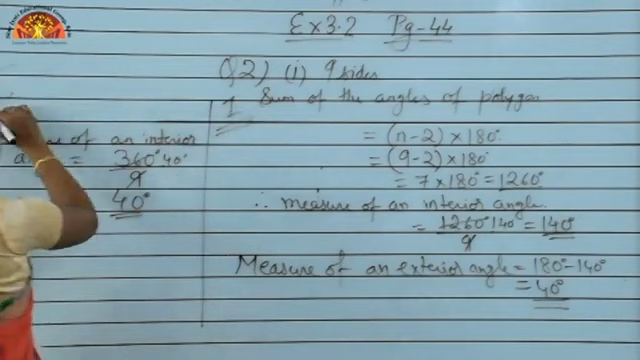 Ex 3.2 Pg-44
Q2) (i) 9 sides
I Sum of the angles of polygon
= (n-2) × 180°
= (9-2) × 180°
= 7 × 180° = 1260°
∴ measure of an interior angle
= 1260° 140° = 140°
9
Measure of an exterior angle = 180° - 140°
= 40°
of an interior
= 360° 40°
9
40°